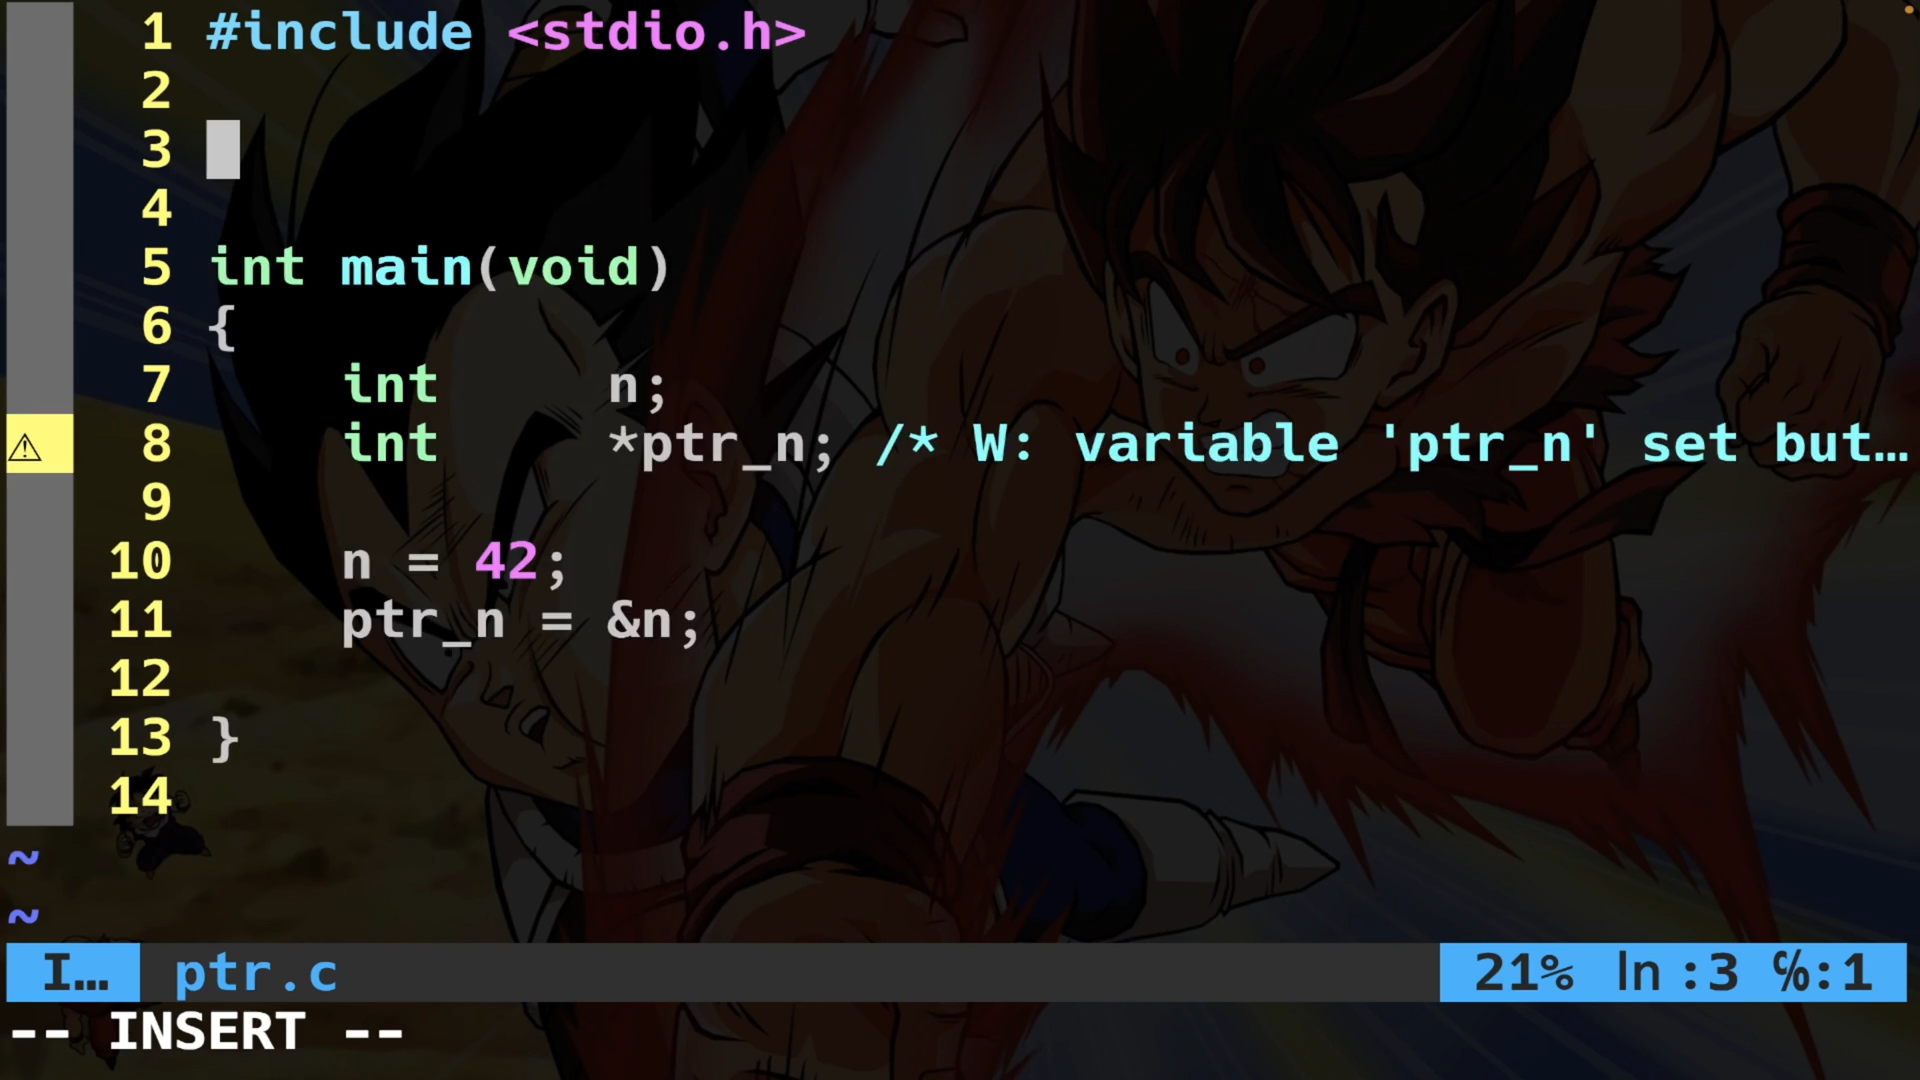 1 #include <stdio.h>
2
3
4
5 int main(void)
6 {
7     int     n;
⚠ 8     int     *ptr_n; /* W: variable 'ptr_n' set but…
9
10     n = 42;
11     ptr_n = &n;
12
13 }
14
~
~
I… ptr.c 21% ln :3 ℅:1
-- INSERT --